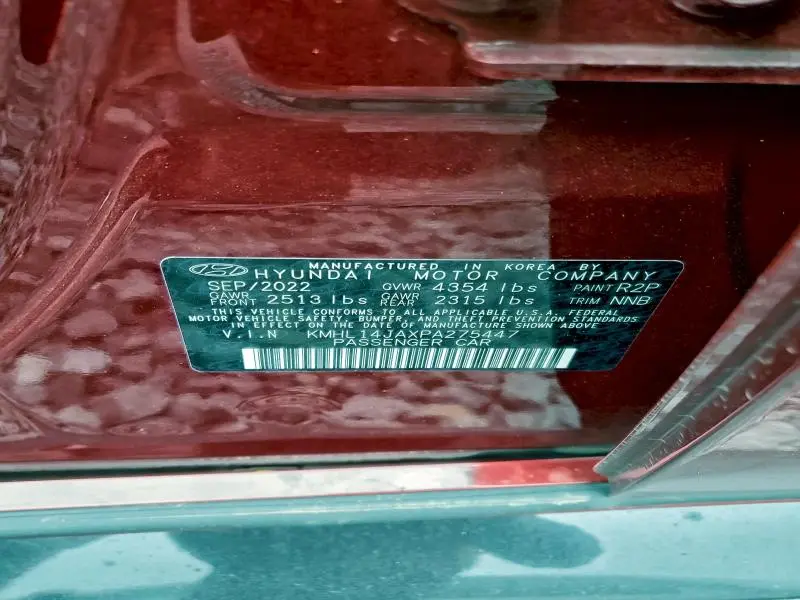 MANUFACTURED IN KOREA BY
HYUNDAI MOTOR COMPANY
SEP/2022 GVWR 4354 lbs PAINT R2P
GAWR FRONT 2513 lbs GAWR REAR 2315 lbs TRIM NNB
THIS VEHICLE CONFORMS TO ALL APPLICABLE U.S.A. FEDERAL
MOTOR VEHICLE SAFETY, BUMPER, AND THEFT PREVENTION STANDARDS
IN EFFECT ON THE DATE OF MANUFACTURE SHOWN ABOVE
V.I.N KMHL14JAXPA275447
PASSENGER CAR